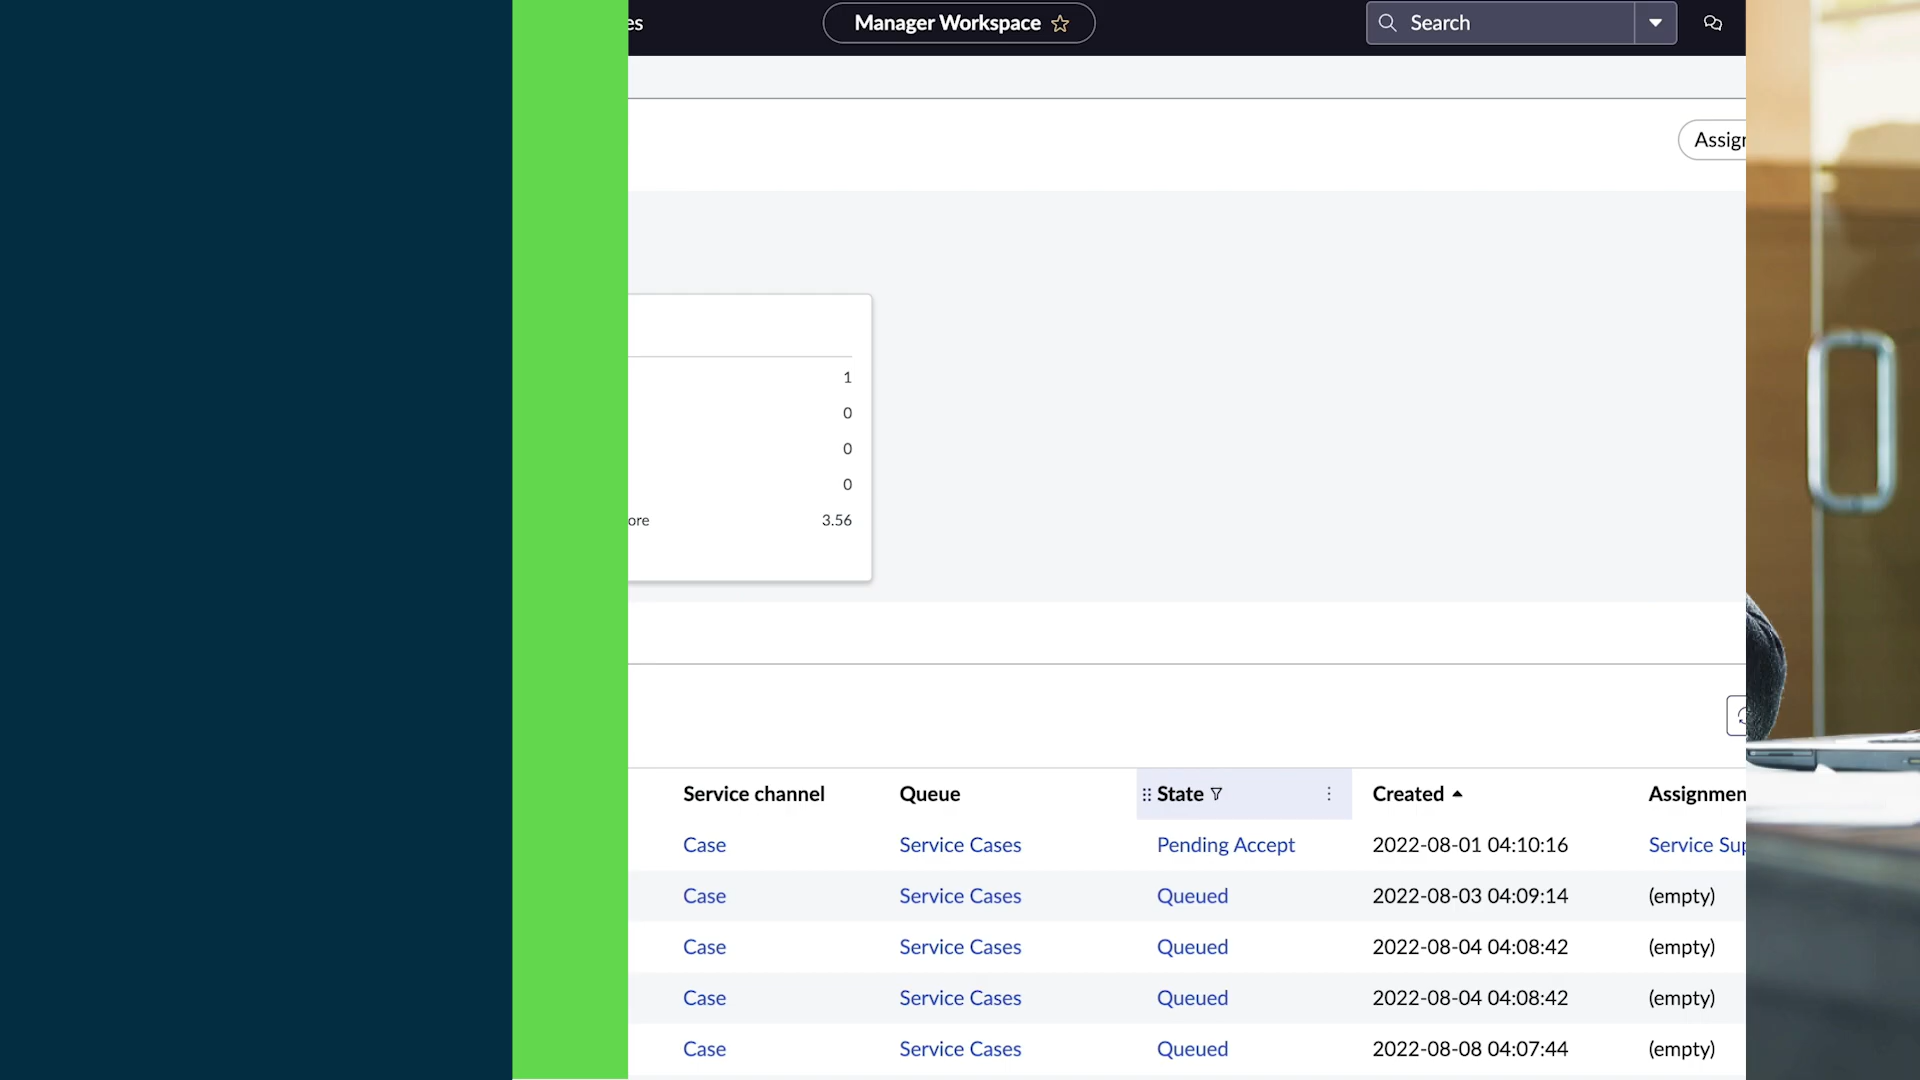 es
Manager Workspace
Search
Assig
1
0
0
0
ore 3.56
Service channel Queue State Created Assignmen
Case Service Cases Pending Accept 2022-08-01 04:10:16 Service Sup
Case Service Cases Queued 2022-08-03 04:09:14 (empty)
Case Service Cases Queued 2022-08-04 04:08:42 (empty)
Case Service Cases Queued 2022-08-04 04:08:42 (empty)
Case Service Cases Queued 2022-08-08 04:07:44 (empty)